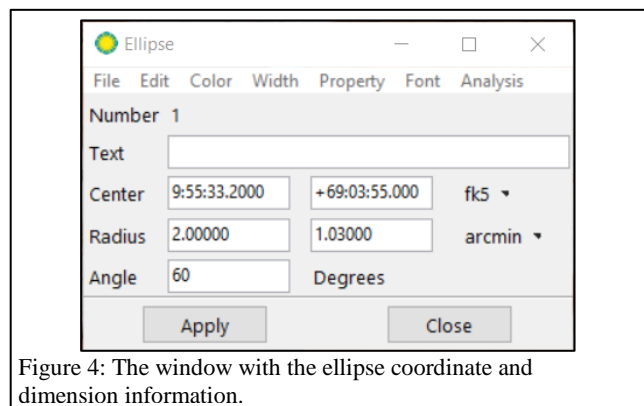 Ellipse
File Edit Color Width Property Font Analysis
Number 1
Text
Center 9:55:33.2000 +69:03:55.000 fk5
Radius 2.00000 1.03000 arcmin
Angle 60 Degrees
Apply Close
Figure 4: The window with the ellipse coordinate and
dimension information.